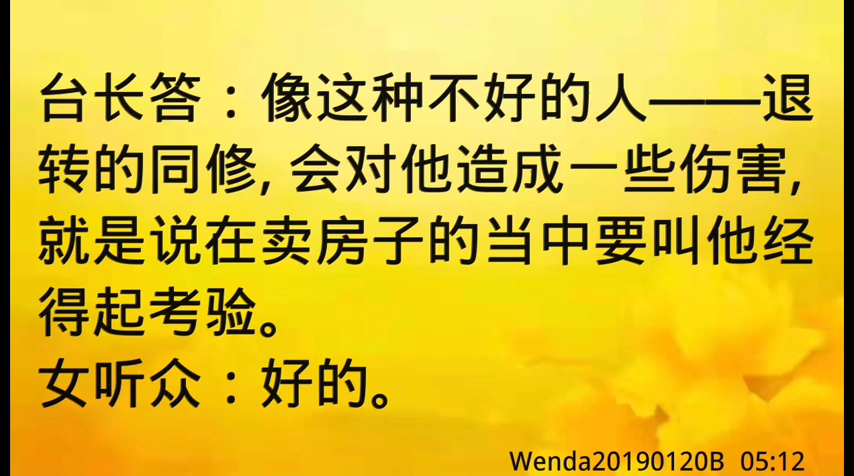 台长答：像这种不好的人——退
转的同修, 会对他造成一些伤害,
就是说在卖房子的当中要叫他经
得起考验。
女听众：好的。
Wenda20190120B 05:12